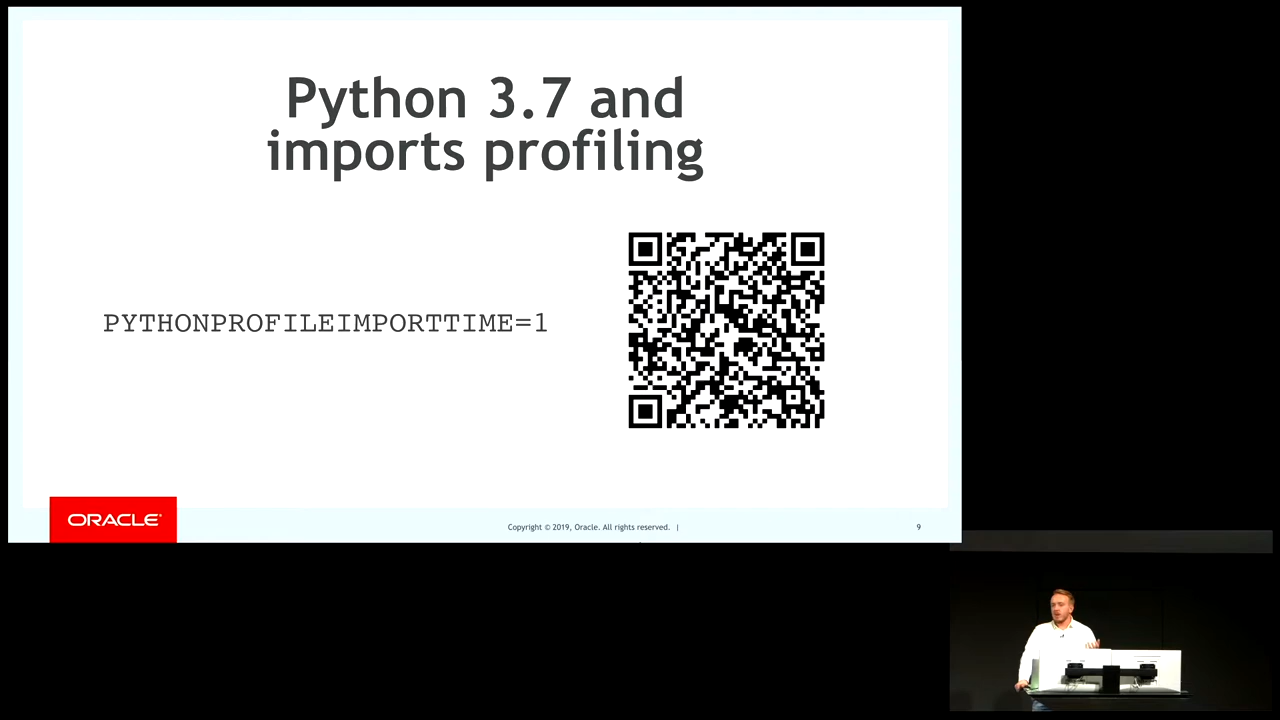 Python 3.7 and
imports profiling
PYTHONPROFILEIMPORTTIME=1
ORACLE®
Copyright © 2019, Oracle. All rights reserved. |
9